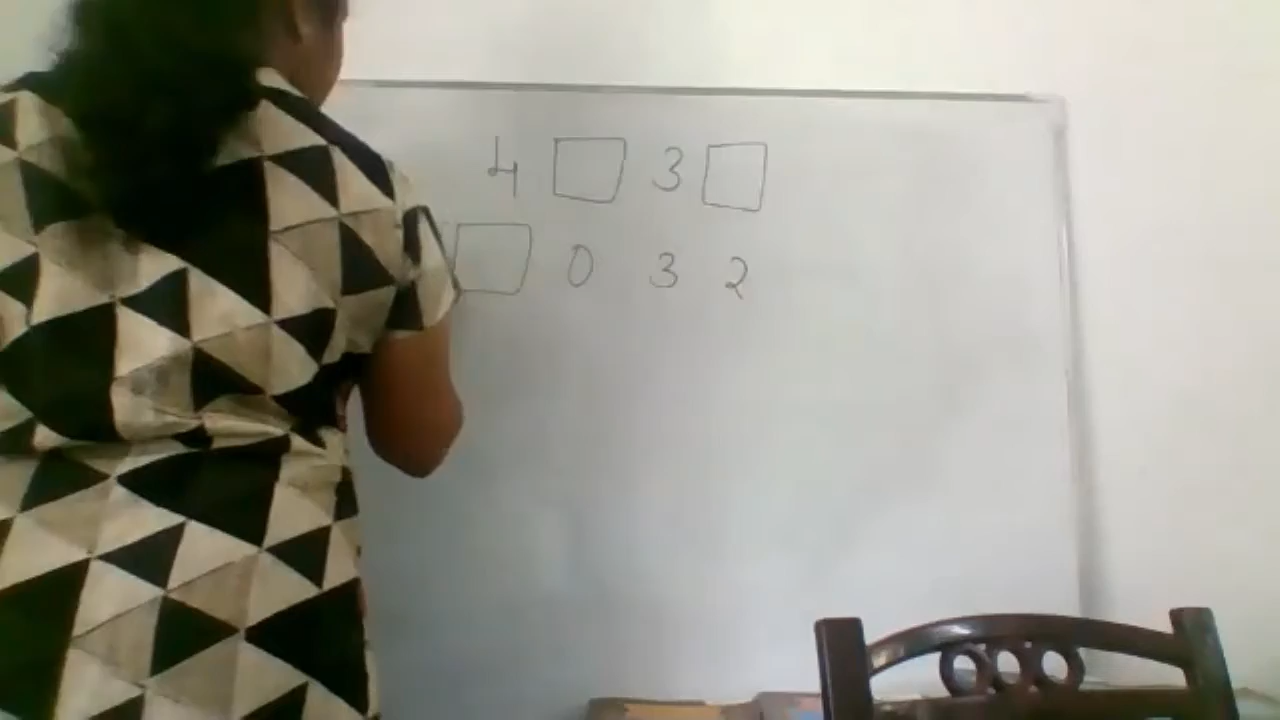 4 □ 3 □
□ 0 3 2